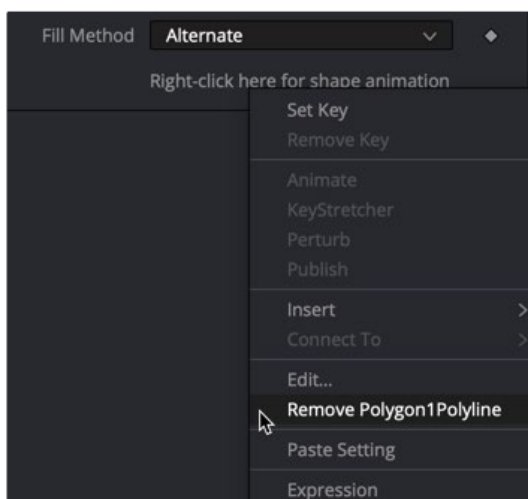 Fill Method Alternate
Right-click here for shape animation
Set Key
Remove Key
Animate
KeyStretcher
Perturb
Publish
Insert
Connect To
Edit...
Remove Polygon1Polyline
Paste Setting
Expression